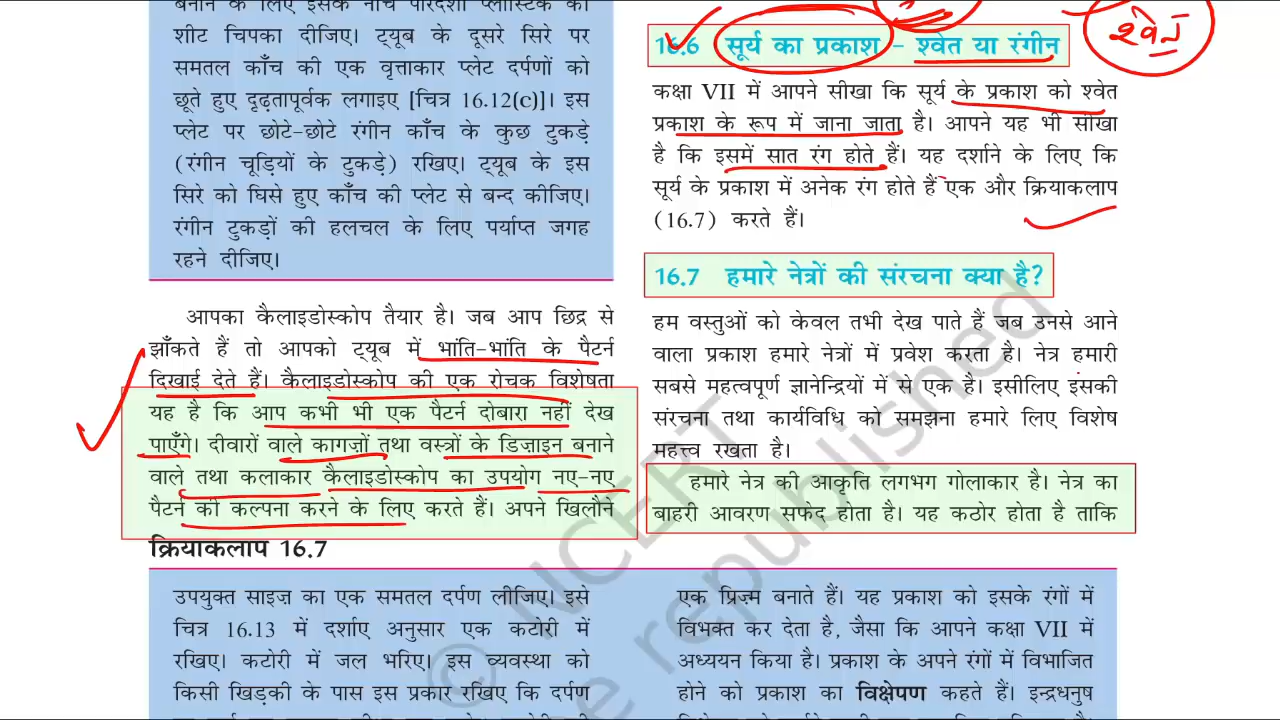 बनाने के लिए इसके नीचे पारदर्शी प्लास्टिक की
शीट चिपका दीजिए। ट्यूब के दूसरे सिरे पर
समतल काँच की एक वृत्ताकार प्लेट दर्पणों को
छूते हुए दृढ़तापूर्वक लगाइए [चित्र 16.12(c)]। इस
प्लेट पर छोटे-छोटे रंगीन काँच के कुछ टुकड़े
(रंगीन चूड़ियों के टुकड़े) रखिए। ट्यूब के इस
सिरे को घिसे हुए काँच की प्लेट से बन्द कीजिए।
रंगीन टुकड़ों की हलचल के लिए पर्याप्त जगह
रहने दीजिए।
आपका कैलाइडोस्कोप तैयार है। जब आप छिद्र से
झाँकते हैं तो आपको ट्यूब में भांति-भांति के पैटर्न
दिखाई देते हैं। कैलाइडोस्कोप की एक रोचक विशेषता
यह है कि आप कभी भी एक पैटर्न दोबारा नहीं देख
पाएँगे। दीवारों वाले कागज़ों तथा वस्त्रों के डिज़ाइन बनाने
वाले तथा कलाकार कैलाइडोस्कोप का उपयोग नए-नए
पैटर्न की कल्पना करने के लिए करते हैं। अपने खिलौने
16.6 सूर्य का प्रकाश – श्वेत या रंगीन
श्वेत
कक्षा VII में आपने सीखा कि सूर्य के प्रकाश को श्वेत
प्रकाश के रूप में जाना जाता है। आपने यह भी सीखा
है कि इसमें सात रंग होते हैं। यह दर्शाने के लिए कि
सूर्य के प्रकाश में अनेक रंग होते हैं एक और क्रियाकलाप
(16.7) करते हैं।
16.7 हमारे नेत्रों की संरचना क्या है?
हम वस्तुओं को केवल तभी देख पाते हैं जब उनसे आने
वाला प्रकाश हमारे नेत्रों में प्रवेश करता है। नेत्र हमारी
सबसे महत्वपूर्ण ज्ञानेन्द्रियों में से एक है। इसीलिए इसकी
संरचना तथा कार्यविधि को समझना हमारे लिए विशेष
महत्त्व रखता है।
हमारे नेत्र की आकृति लगभग गोलाकार है। नेत्र का
बाहरी आवरण सफेद होता है। यह कठोर होता है ताकि
क्रियाकलाप 16.7
उपयुक्त साइज़ का एक समतल दर्पण लीजिए। इसे
चित्र 16.13 में दर्शाए अनुसार एक कटोरी में
रखिए। कटोरी में जल भरिए। इस व्यवस्था को
किसी खिड़की के पास इस प्रकार रखिए कि दर्पण
एक प्रिज़्म बनाते हैं। यह प्रकाश को इसके रंगों में
विभक्त कर देता है, जैसा कि आपने कक्षा VII में
अध्ययन किया है। प्रकाश के अपने रंगों में विभाजित
होने को प्रकाश का विक्षेपण कहते हैं। इन्द्रधनुष
© NCERT
be republished